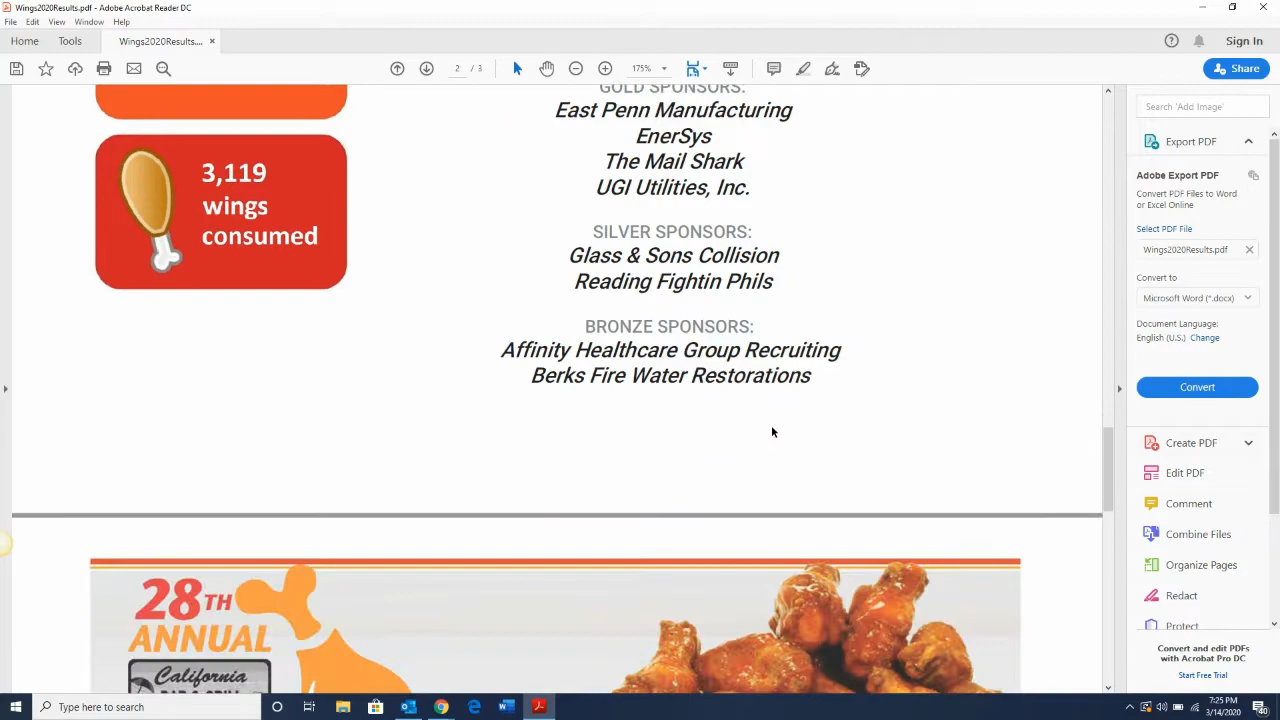 Wings2020Results.pdf - Adobe Acrobat Reader DC
File Edit View Window Help
Home Tools Wings2020Results.... × Sign In
2 / 3 175% Share
GOLD SPONSORS:
East Penn Manufacturing
EnerSys
The Mail Shark
UGI Utilities, Inc.
3,119
wings
consumed
SILVER SPONSORS:
Glass & Sons Collision
Reading Fightin Phils
BRONZE SPONSORS:
Affinity Healthcare Group Recruiting
Berks Fire Water Restorations
28TH
ANNUAL
California
BAR & GRILL
Search 'Add Image'
Export PDF
Adobe Export PDF
Convert PDF Files to Word
or Excel Online
Select PDF File
Wings2020Results.pdf
Convert to
Microsoft Word (*.docx)
Document Language:
English (U.S.) Change
Convert
Create PDF
Edit PDF
Comment
Combine Files
Organize Pages
Redact
Protect
Convert and edit PDFs
with Acrobat Pro DC
Start Free Trial
Type here to search
7:25 PM
3/14/2020
40